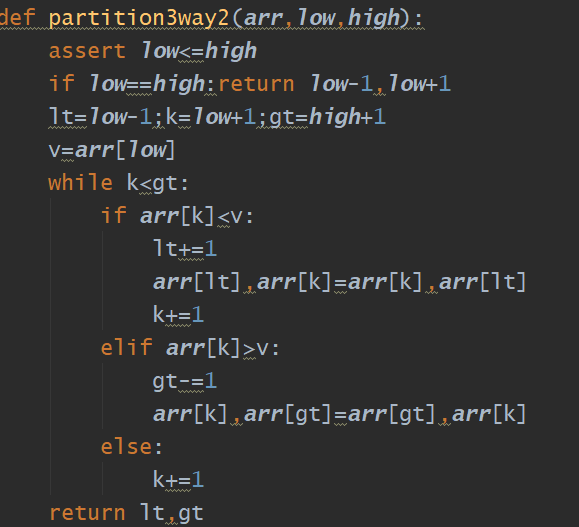 def partition3way2(arr,low,high):
    assert low<=high
    if low==high:return low-1,low+1
    lt=low-1;k=low+1;gt=high+1
    v=arr[low]
    while k<gt:
        if arr[k]<v:
            lt+=1
            arr[lt],arr[k]=arr[k],arr[lt]
            k+=1
        elif arr[k]>v:
            gt-=1
            arr[k],arr[gt]=arr[gt],arr[k]
        else:
            k+=1
    return lt,gt